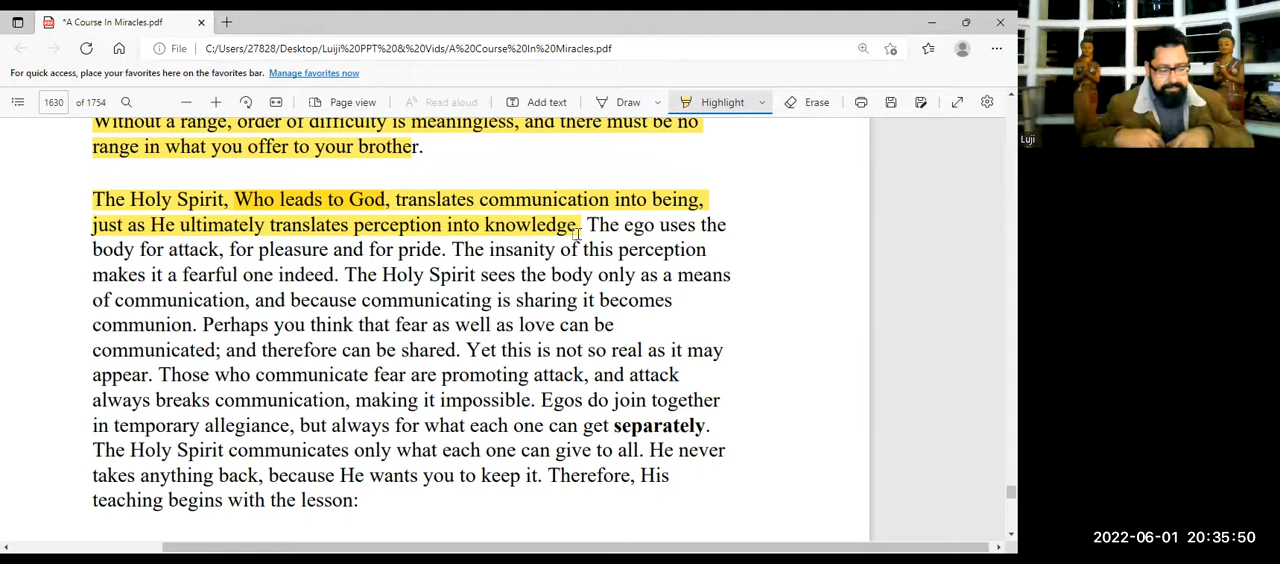 *A Course In Miracles.pdf
File
C:/Users/27828/Desktop/Luiji%20PPT%20&%20Vids/A%20Course%20In%20Miracles.pdf
For quick access, place your favorites here on the favorites bar. Manage favorites now
1630 of 1754
Page view
Read aloud
Add text
Draw
Highlight
Erase
Without a range, order of difficulty is meaningless, and there must be no
range in what you offer to your brother.
The Holy Spirit, Who leads to God, translates communication into being,
just as He ultimately translates perception into knowledge. The ego uses the
body for attack, for pleasure and for pride. The insanity of this perception
makes it a fearful one indeed. The Holy Spirit sees the body only as a means
of communication, and because communicating is sharing it becomes
communion. Perhaps you think that fear as well as love can be
communicated; and therefore can be shared. Yet this is not so real as it may
appear. Those who communicate fear are promoting attack, and attack
always breaks communication, making it impossible. Egos do join together
in temporary allegiance, but always for what each one can get separately.
The Holy Spirit communicates only what each one can give to all. He never
takes anything back, because He wants you to keep it. Therefore, His
teaching begins with the lesson:
Luji
2022-06-01 20:35:50